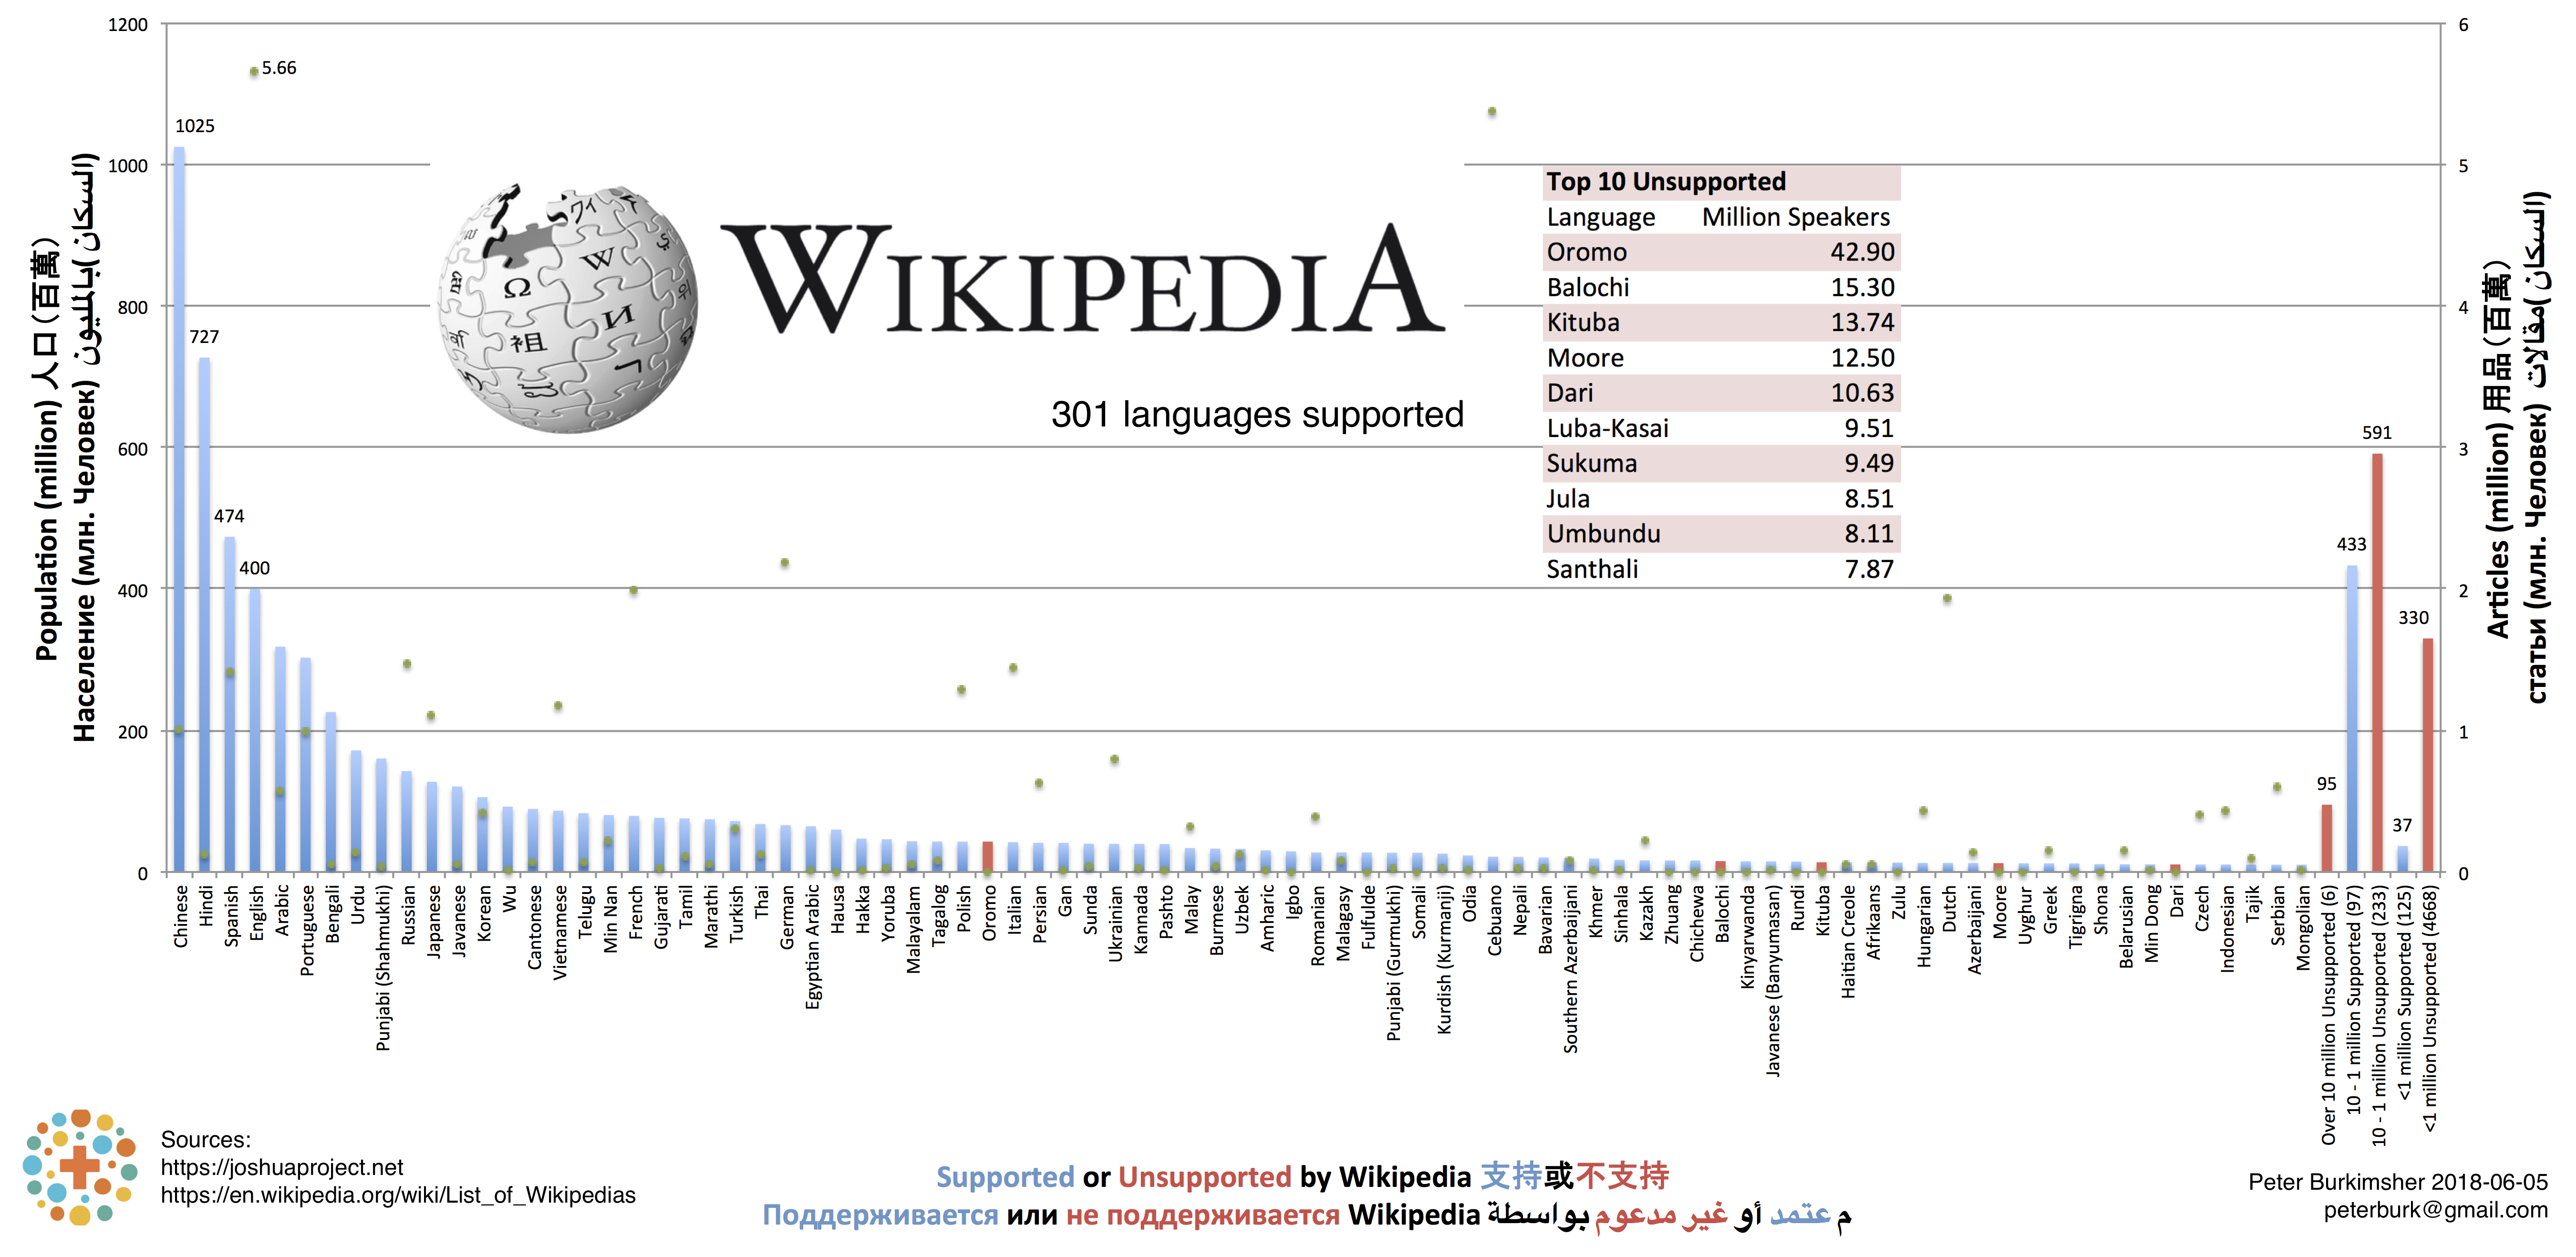 1200
1000
800
600
400
200
0
6
5
4
3
2
1
0
Population (million) 人口 (百萬)
Население (млн. Человек) السكان )بالمليون(
Articles (million) 用品 (百萬)
статьи (млн. Человек) السكان )مقالات(
1025
727
474
400
5.66
95
433
591
37
330
WIKIPEDIA
301 languages supported
Top 10 Unsupported
Language Million Speakers
Oromo 42.90
Balochi 15.30
Kituba 13.74
Moore 12.50
Dari 10.63
Luba-Kasai 9.51
Sukuma 9.49
Jula 8.51
Umbundu 8.11
Santhali 7.87
Chinese
Hindi
Spanish
English
Arabic
Portuguese
Bengali
Urdu
Punjabi (Shahmukhi)
Russian
Japanese
Javanese
Korean
Wu
Cantonese
Vietnamese
Telugu
Min Nan
French
Gujarati
Tamil
Marathi
Turkish
Thai
German
Egyptian Arabic
Hausa
Hakka
Yoruba
Malayalam
Tagalog
Polish
Oromo
Italian
Persian
Gan
Sunda
Ukrainian
Kannada
Pashto
Malay
Burmese
Uzbek
Amharic
Igbo
Romanian
Malagasy
Fulfulde
Punjabi (Gurmukhi)
Somali
Kurdish (Kurmanji)
Odia
Cebuano
Nepali
Bavarian
Southern Azerbaijani
Khmer
Sinhala
Kazakh
Zhuang
Chichewa
Balochi
Kinyarwanda
Javanese (Banyumasan)
Rundi
Kituba
Haitian Creole
Afrikaans
Zulu
Hungarian
Dutch
Azerbaijani
Moore
Uyghur
Greek
Tigrigna
Shona
Belarusian
Min Dong
Dari
Czech
Indonesian
Tajik
Serbian
Mongolian
Over 10 million Unsupported (6)
10 - 1 million Supported (97)
10 - 1 million Unsupported (233)
<1 million Supported (125)
<1 million Unsupported (4668)
Sources:
https://joshuaproject.net
https://en.wikipedia.org/wiki/List_of_Wikipedias
Supported or Unsupported by Wikipedia 支持或不支持
Поддерживается или не поддерживается Wikipedia م عتمد أو غير مدعوم بواسطة
Peter Burkimsher 2018-06-05
peterburk@gmail.com